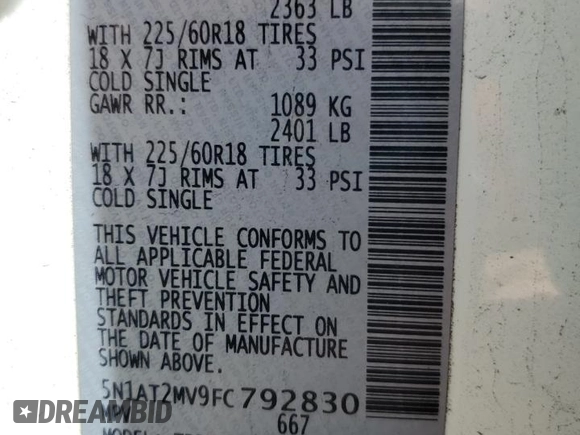 2363 LB
WITH 225/60R18 TIRES
18 X 7J RIMS AT 33 PSI
COLD SINGLE
GAWR RR.: 1089 KG
2401 LB
WITH 225/60R18 TIRES
18 X 7J RIMS AT 33 PSI
COLD SINGLE
THIS VEHICLE CONFORMS TO
ALL APPLICABLE FEDERAL
MOTOR VEHICLE SAFETY AND
THEFT PREVENTION
STANDARDS IN EFFECT ON
THE DATE OF MANUFACTURE
SHOWN ABOVE.
5N1AT2MV9FC792830
MPV 667
DREAMBID